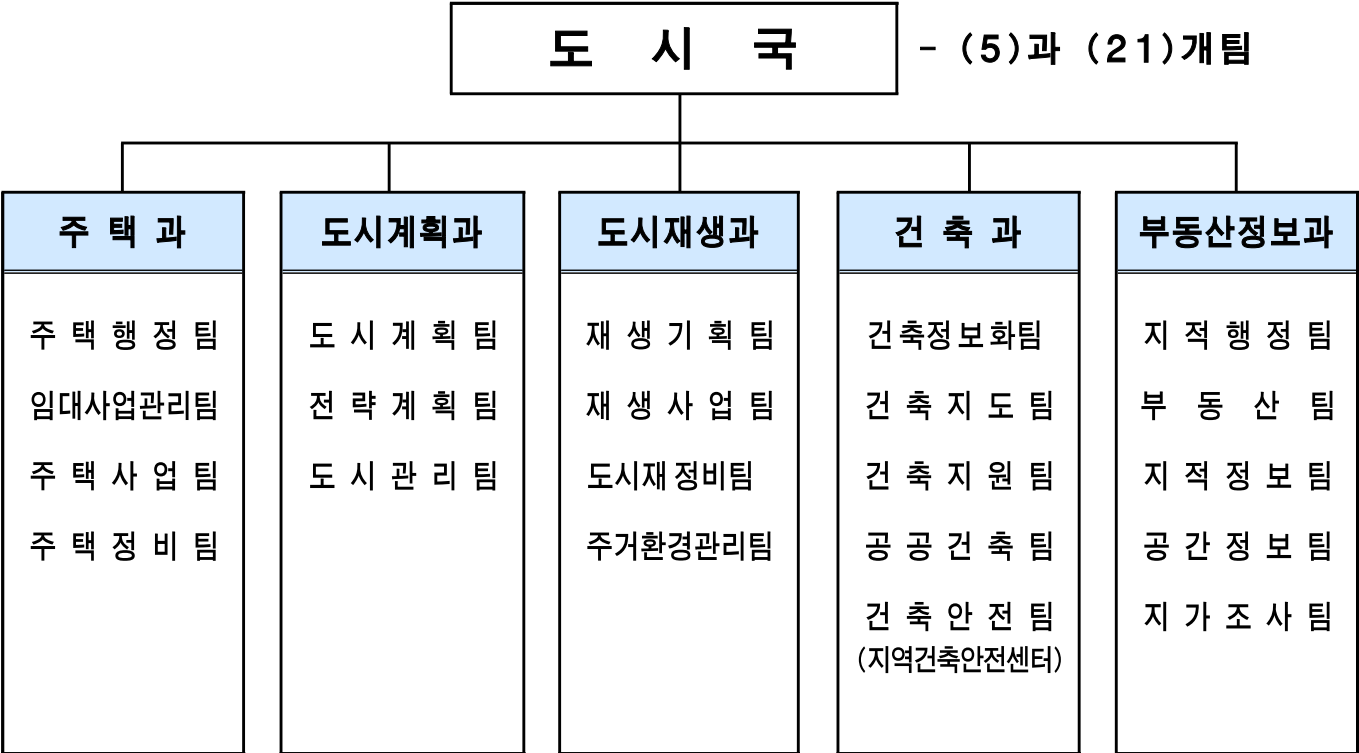 도 시 국
- (5)과 (21)개팀
주 택 과
주 택 행 정 팀
임대사업관리팀
주 택 사 업 팀
주 택 정 비 팀
도시계획과
도 시 계 획 팀
전 략 계 획 팀
도 시 관 리 팀
도시재생과
재 생 기 획 팀
재 생 사 업 팀
도시재정비팀
주거환경관리팀
건 축 과
건축정보화팀
건 축 지 도 팀
건 축 지 원 팀
공 공 건 축 팀
건 축 안 전 팀
(지역건축안전센터)
부동산정보과
지 적 행 정 팀
부 동 산 팀
지 적 정 보 팀
공 간 정 보 팀
지 가 조 사 팀